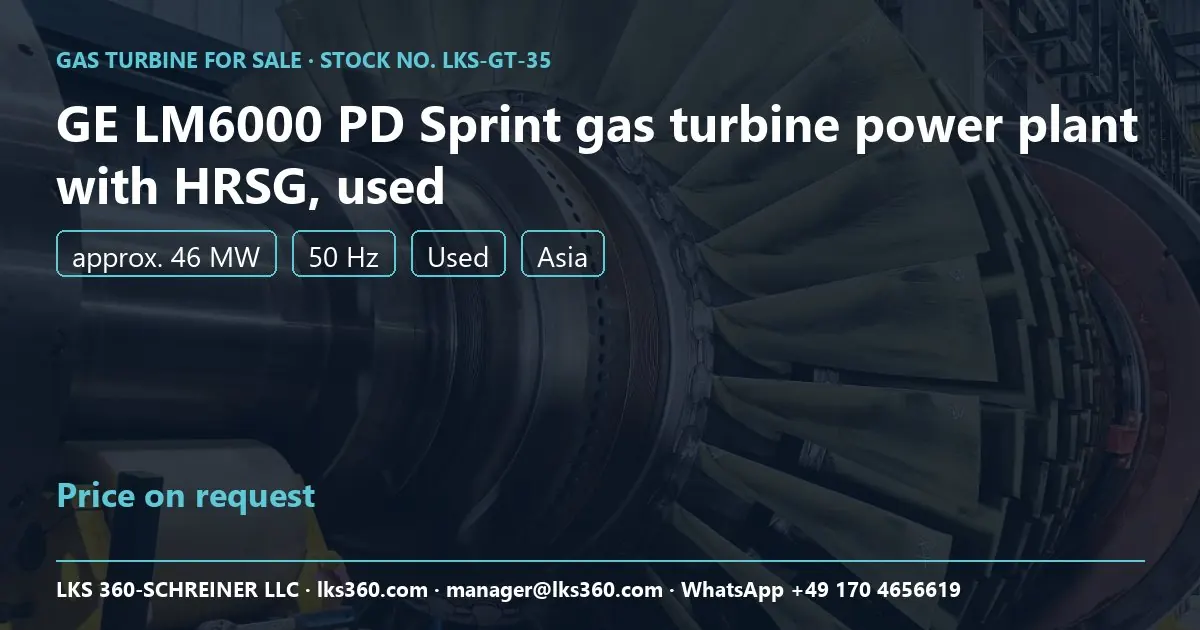 GAS TURBINE FOR SALE · STOCK NO. LKS-GT-35
GE LM6000 PD Sprint gas turbine power plant
with HRSG, used
approx. 46 MW
50 Hz
Used
Asia
Price on request
LKS 360-SCHREINER LLC · lks360.com · manager@lks360.com · WhatsApp +49 170 4656619